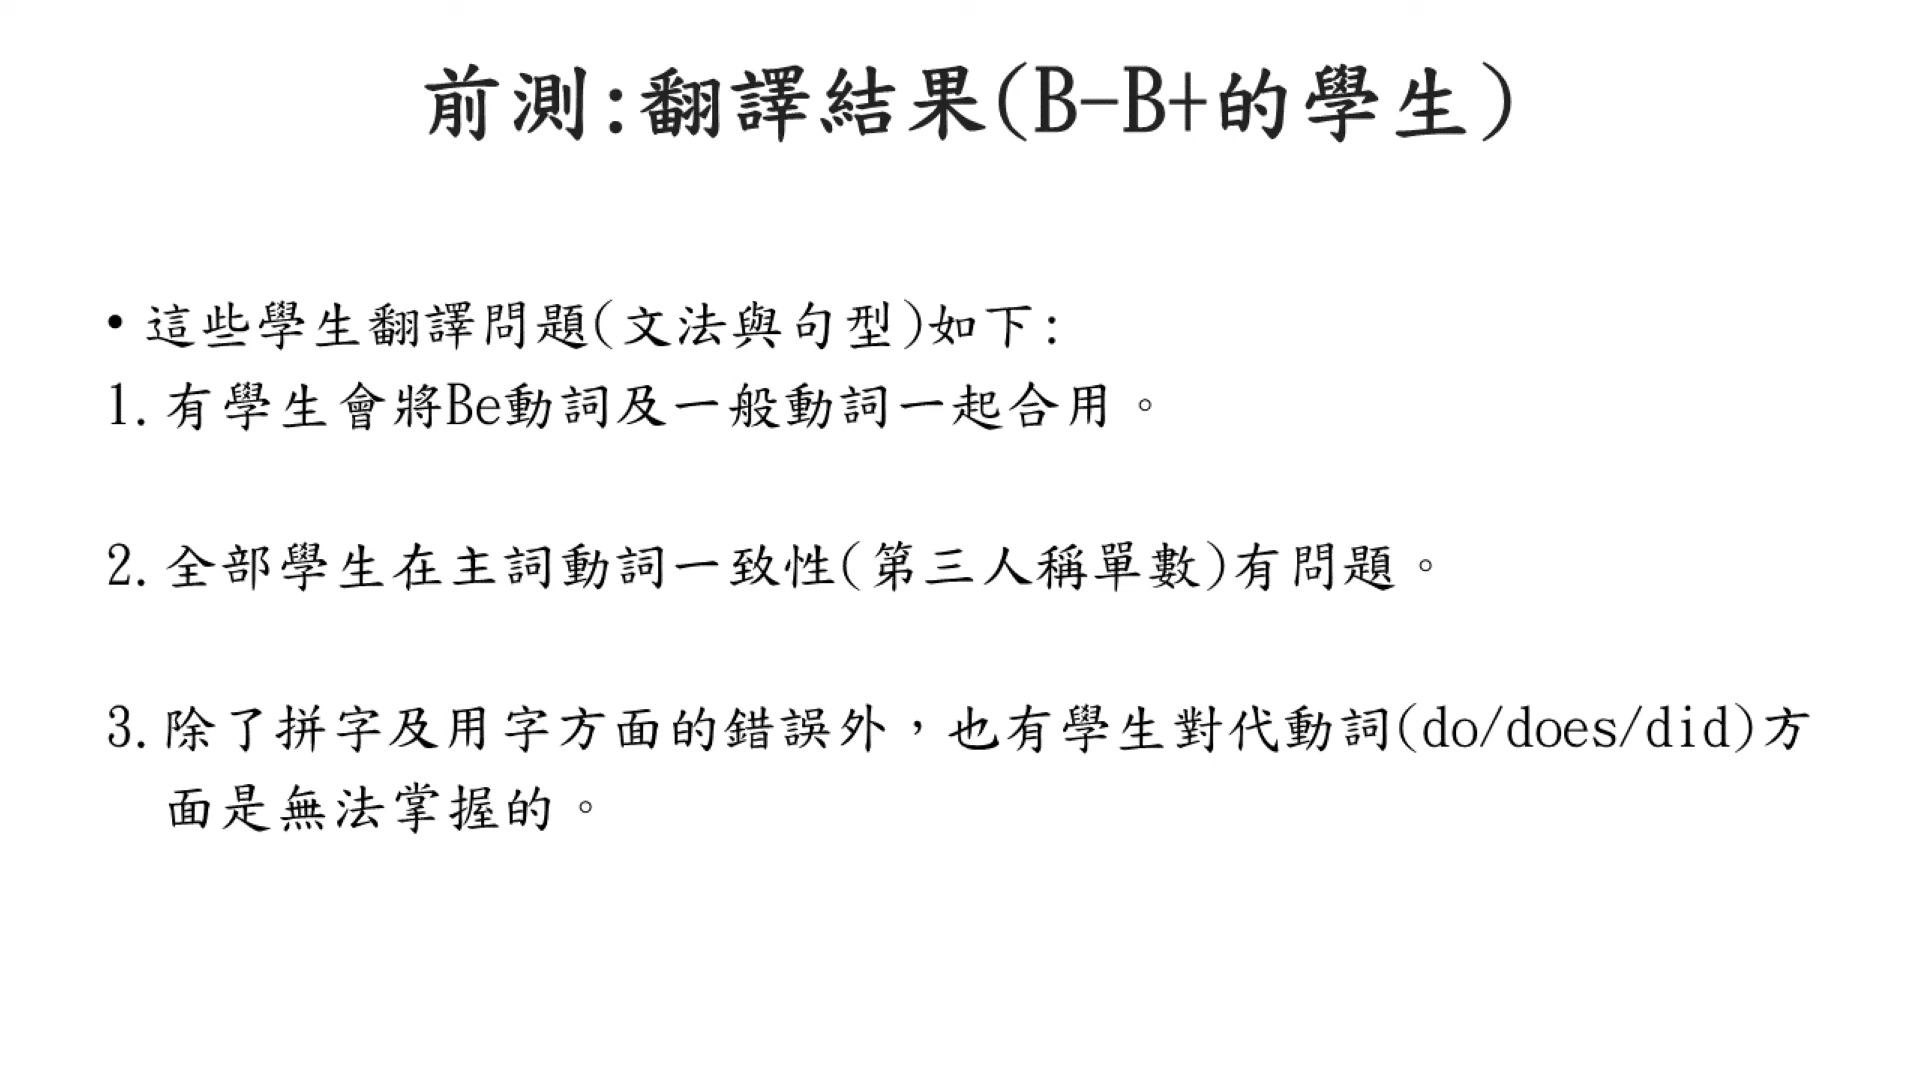 前測:翻譯結果(B-B+的學生)
• 這些學生翻譯問題(文法與句型)如下:
1. 有學生會將Be動詞及一般動詞一起合用。
2. 全部學生在主詞動詞一致性(第三人稱單數)有問題。
3. 除了拼字及用字方面的錯誤外，也有學生對代動詞(do/does/did)方
面是無法掌握的。